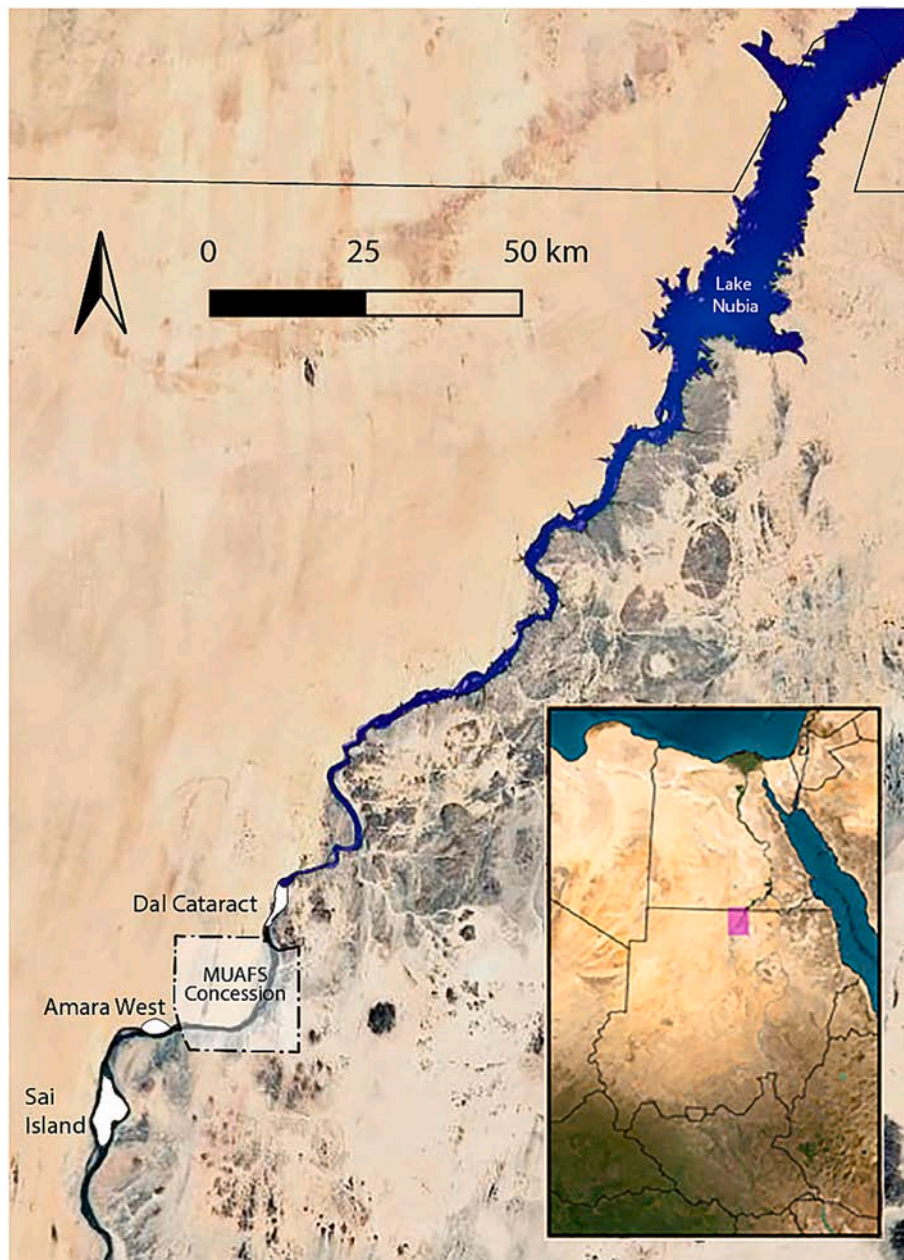 0 25 50 km
Lake
Nubia
Dal Cataract
MUAFS
Concession
Amara West
Sai
Island